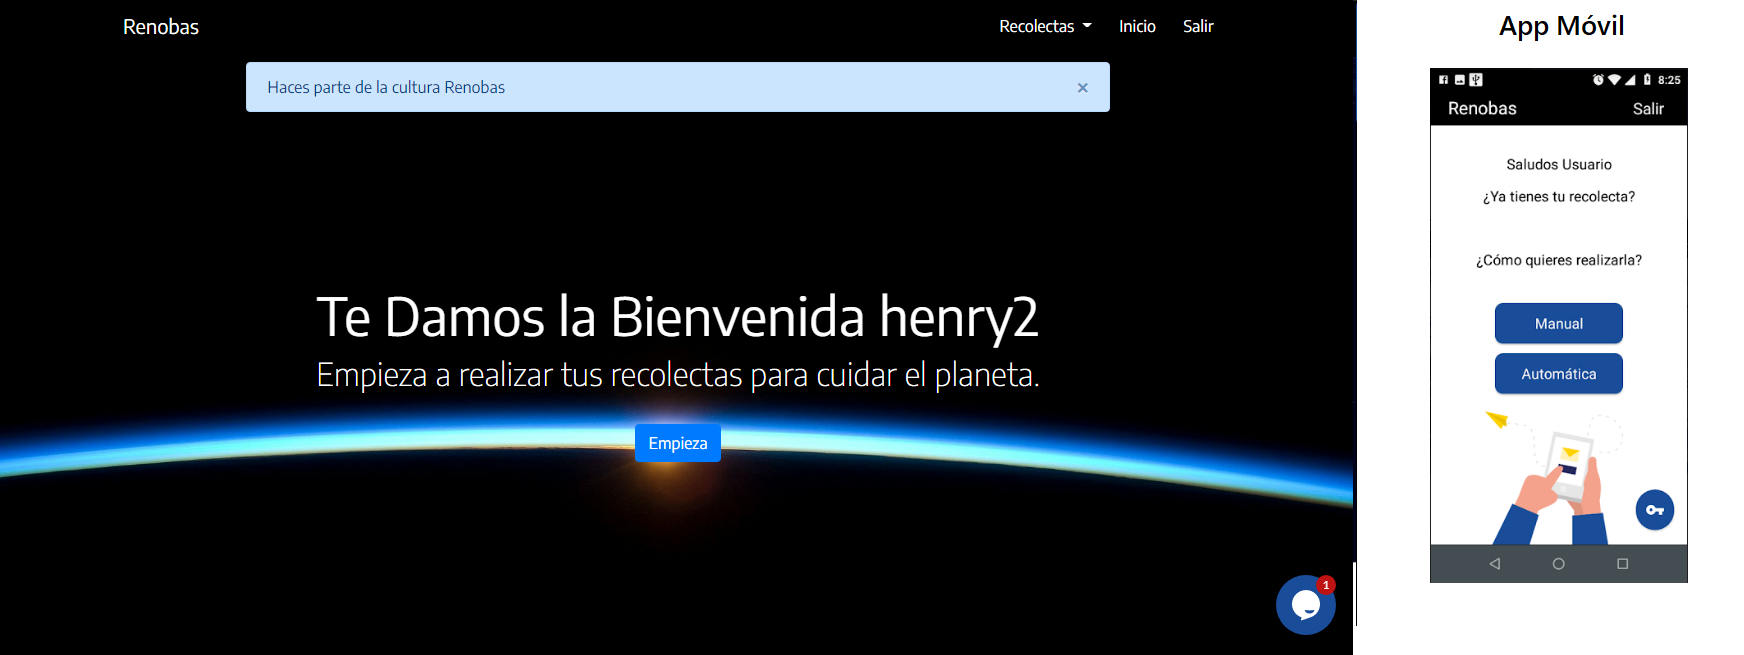 Renobas
Recolectas
Inicio
Salir
Haces parte de la cultura Renobas
×
Te Damos la Bienvenida henry2
Empieza a realizar tus recolectas para cuidar el planeta.
Empieza
1
App Móvil
8:25
Renobas
Salir
Saludos Usuario
¿Ya tienes tu recolecta?
¿Cómo quieres realizarla?
Manual
Automática